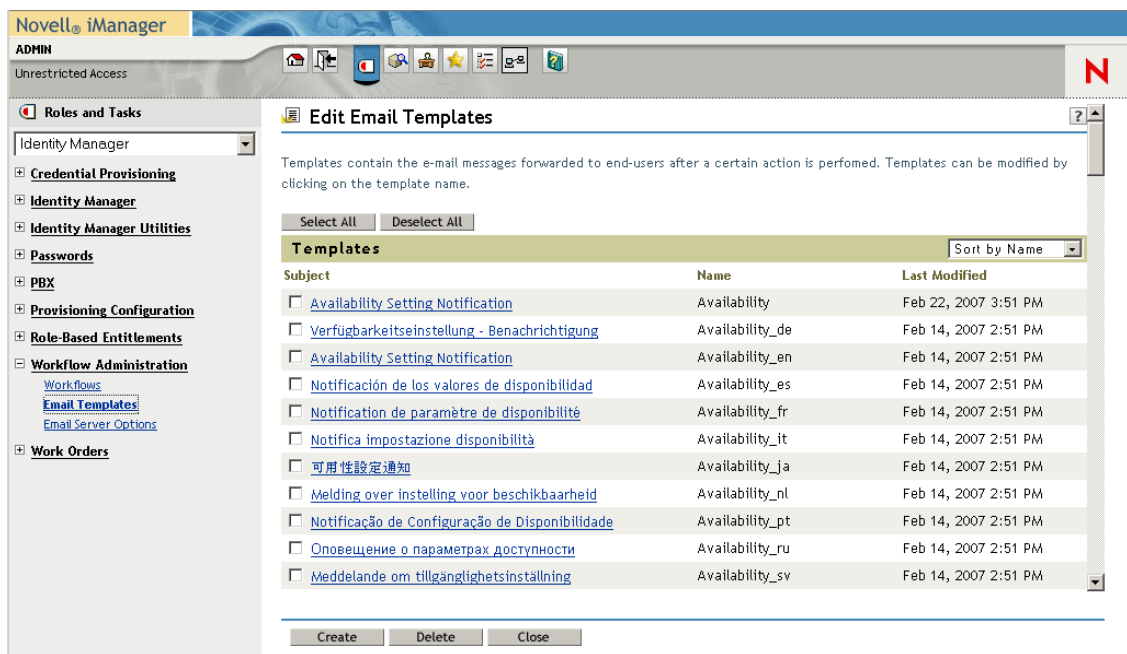 Novell® iManager
ADMIN
Unrestricted Access
N
Roles and Tasks
Identity Manager
Credential Provisioning
Identity Manager
Identity Manager Utilities
Passwords
PBX
Provisioning Configuration
Role-Based Entitlements
Workflow Administration
Workflows
Email Templates
Email Server Options
Work Orders
Edit Email Templates
?
Templates contain the e-mail messages forwarded to end-users after a certain action is perfomed. Templates can be modified by
clicking on the template name.
Select All Deselect All
Templates Sort by Name
Subject Name Last Modified
Availability Setting Notification Availability Feb 22, 2007 3:51 PM
Verfügbarkeitseinstellung - Benachrichtigung Availability_de Feb 14, 2007 2:51 PM
Availability Setting Notification Availability_en Feb 14, 2007 2:51 PM
Notificación de los valores de disponibilidad Availability_es Feb 14, 2007 2:51 PM
Notification de paramètre de disponibilité Availability_fr Feb 14, 2007 2:51 PM
Notifica impostazione disponibilità Availability_it Feb 14, 2007 2:51 PM
可用性設定通知 Availability_ja Feb 14, 2007 2:51 PM
Melding over instelling voor beschikbaarheid Availability_nl Feb 14, 2007 2:51 PM
Notificação de Configuração de Disponibilidade Availability_pt Feb 14, 2007 2:51 PM
Оповещение о параметрах доступности Availability_ru Feb 14, 2007 2:51 PM
Meddelande om tillgänglighetsinställning Availability_sv Feb 14, 2007 2:51 PM
Create Delete Close